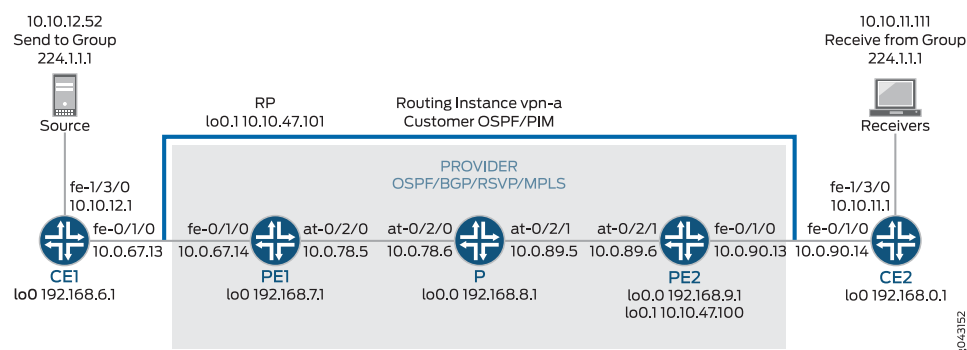 10.10.12.52
Send to Group
224.1.1.1
Source
10.10.11.111
Receive from Group
224.1.1.1
Receivers
RP
lo0.1 10.10.47.101
Routing Instance vpn-a
Customer OSPF/PIM
PROVIDER
OSPF/BGP/RSVP/MPLS
fe-1/3/0
10.10.12.1
fe-1/3/0
10.10.11.1
fe-0/1/0
10.0.67.13
fe-0/1/0
10.0.67.14
at-0/2/0
10.0.78.5
at-0/2/0
10.0.78.6
at-0/2/1
10.0.89.5
at-0/2/1
10.0.89.6
fe-0/1/0
10.0.90.13
fe-0/1/0
10.0.90.14
CE1
lo0 192.168.6.1
PE1
lo0 192.168.7.1
P
lo0.0 192.168.8.1
PE2
lo0.0 192.168.9.1
lo0.1 10.10.47.100
CE2
lo0 192.168.0.1